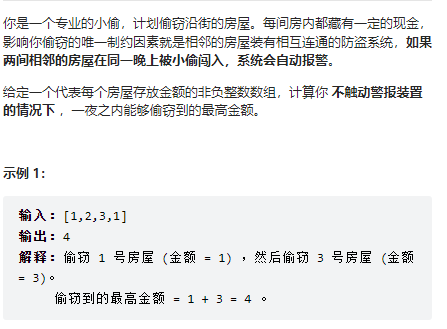 你是一个专业的小偷，计划偷窃沿街的房屋。每间房内都藏有一定的现金，
影响你偷窃的唯一制约因素就是相邻的房屋装有相互连通的防盗系统，如果
两间相邻的房屋在同一晚上被小偷闯入，系统会自动报警。
给定一个代表每个房屋存放金额的非负整数数组，计算你 不触动警报装置
的情况下 ，一夜之内能够偷窃到的最高金额。
示例 1：
输入：[1,2,3,1]
输出：4
解释：偷窃 1 号房屋 (金额 = 1) ，然后偷窃 3 号房屋 (金额
= 3)。
偷窃到的最高金额 = 1 + 3 = 4 。